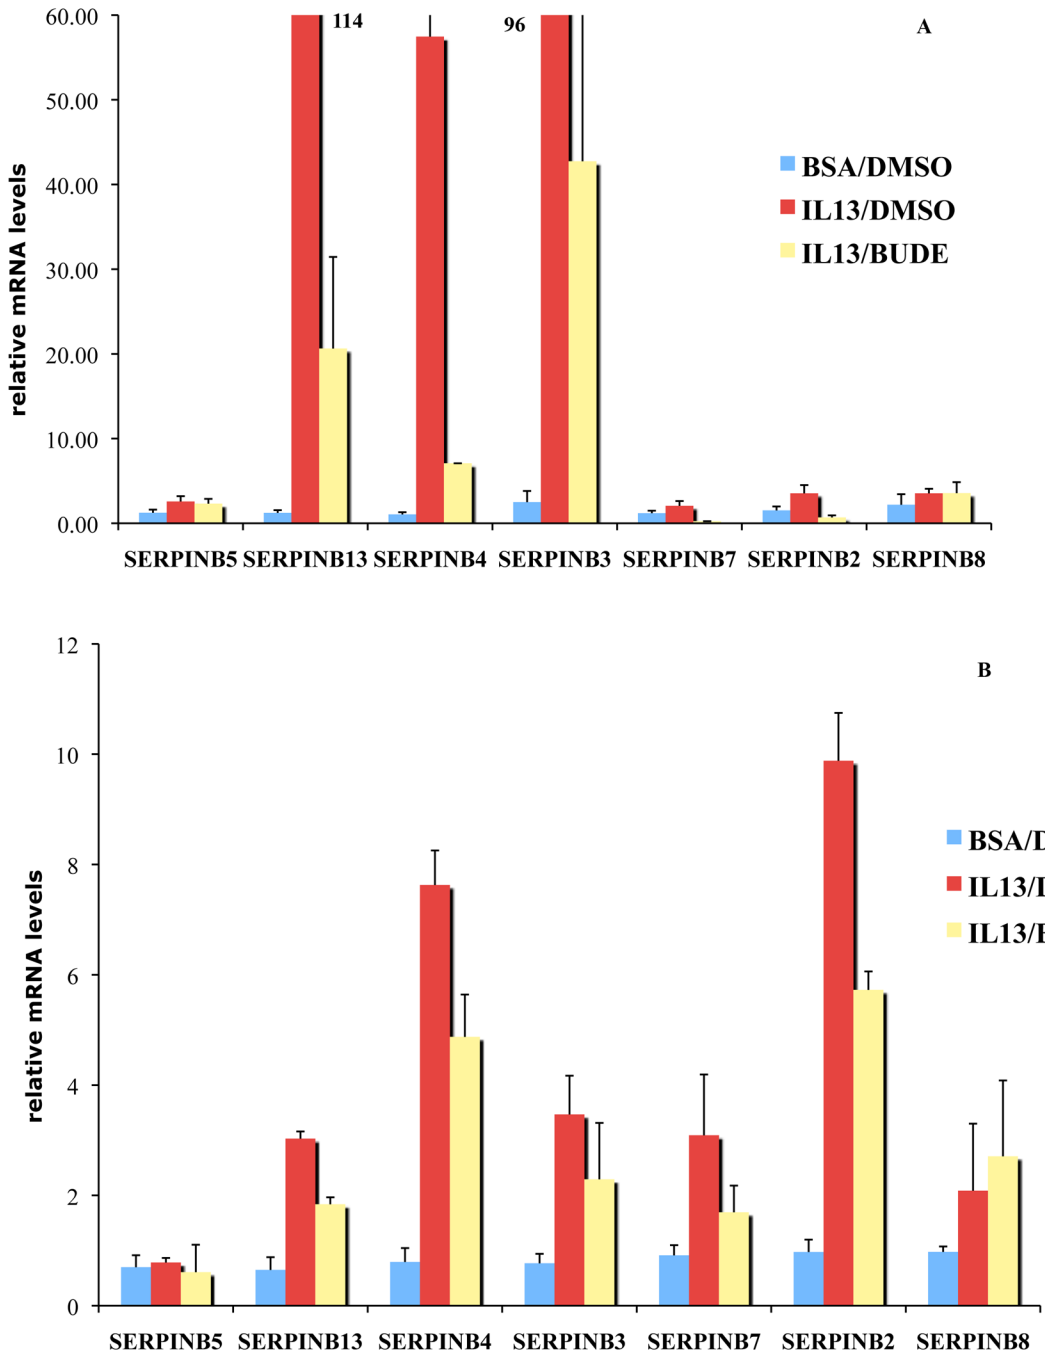 60.00
114
96
A
50.00
BSA/DMSO
40.00
IL13/DMSO
IL13/BUDE
30.00
20.00
10.00
0.00
relative mRNA levels
SERPINB5 SERPINB13 SERPINB4 SERPINB3 SERPINB7 SERPINB2 SERPINB8
12
B
10
BSA/D
8
IL13/
IL13/
6
4
2
0
relative mRNA levels
SERPINB5 SERPINB13 SERPINB4 SERPINB3 SERPINB7 SERPINB2 SERPINB8